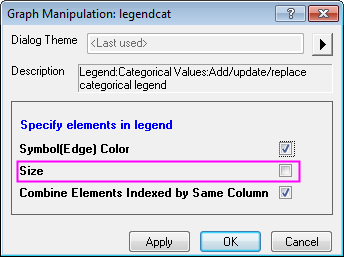 Graph Manipulation: legendcat
Dialog Theme <Last used>
Description Legend:Categorical Values:Add/update/replace
categorical legend
Specify elements in legend
Symbol(Edge) Color
Size
Combine Elements Indexed by Same Column
Apply OK Cancel